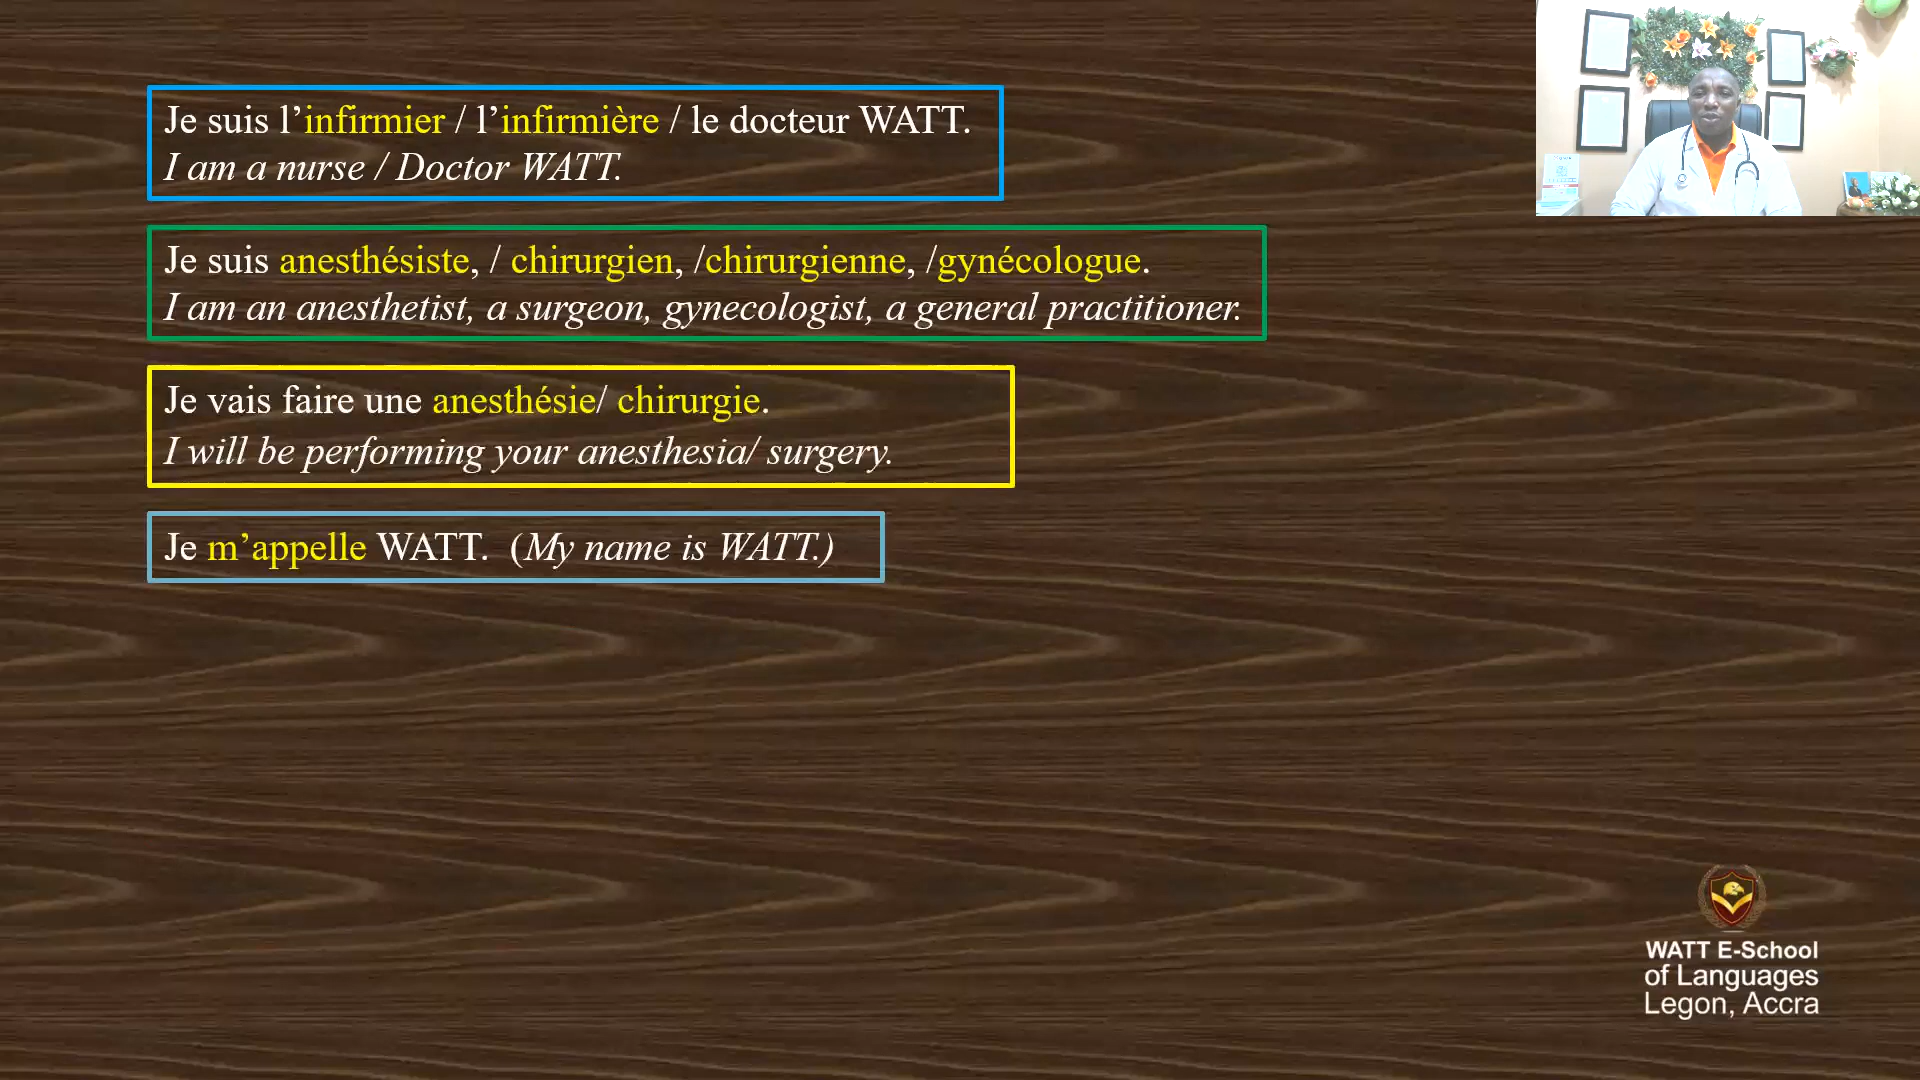 Je suis l’infirmier / l’infirmière / le docteur WATT.
I am a nurse / Doctor WATT.
Je suis anesthésiste, / chirurgien, /chirurgienne, /gynécologue.
I am an anesthetist, a surgeon, gynecologist, a general practitioner.
Je vais faire une anesthésie/ chirurgie.
I will be performing your anesthesia/ surgery.
Je m’appelle WATT. (My name is WATT.)
WATT E-School
of Languages
Legon, Accra